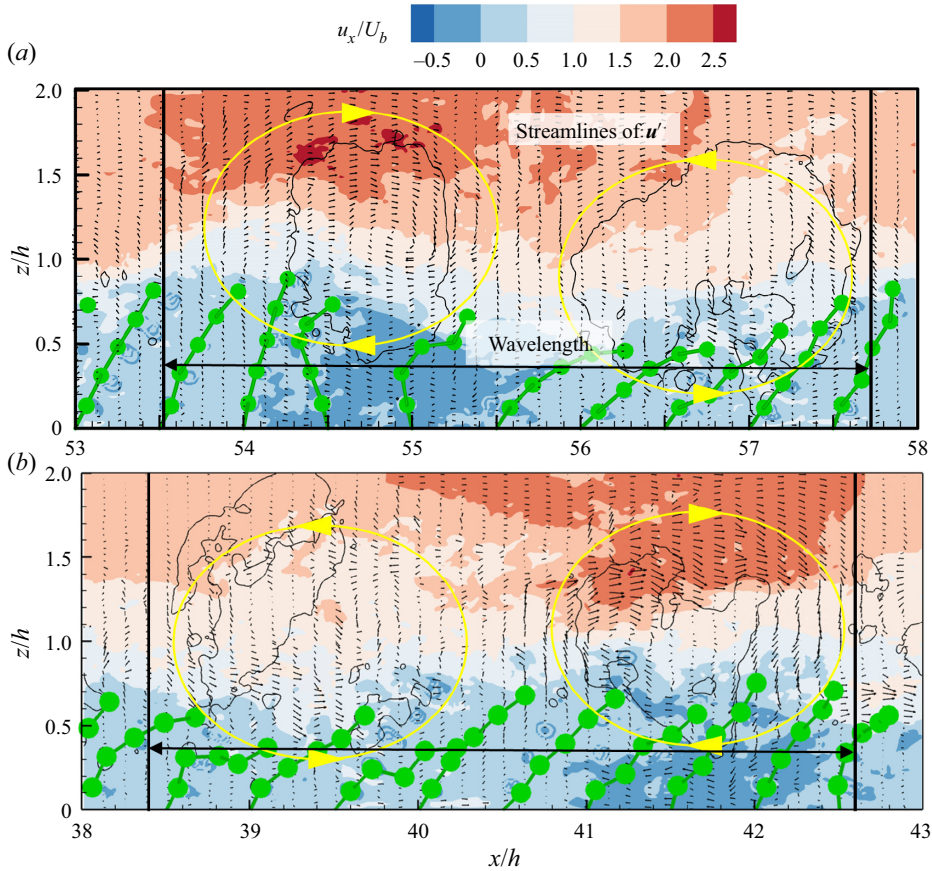 u_x/U_b
–0.5 0 0.5 1.0 1.5 2.0 2.5
(a)
2.0
Streamlines of u′
1.5
z/h
1.0
0.5
Wavelength
0
53 54 55 56 57 58
(b)
2.0
1.5
z/h
1.0
0.5
0
38 39 40 41 42 43
x/h